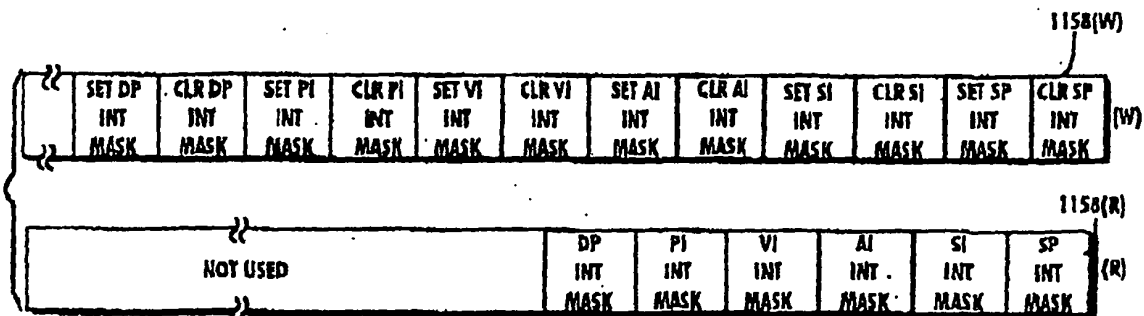 1158(W)
SET DP INT MASK
CLR DP INT MASK
SET PI INT MASK
CLR PI INT MASK
SET VI INT MASK
CLR VI INT MASK
SET AI INT MASK
CLR AI INT MASK
SET SI INT MASK
CLR SI INT MASK
SET SP INT MASK
CLR SP INT MASK
(W)
1158(R)
NOT USED
DP INT MASK
PI INT MASK
VI INT MASK
AI INT MASK
SI INT MASK
SP INT MASK
(R)